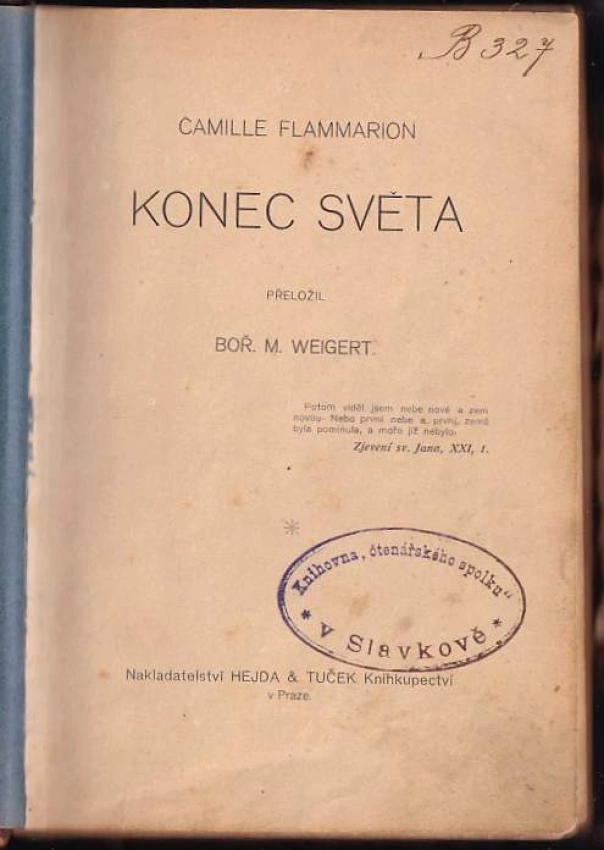 B 327
CAMILLE FLAMMARION
KONEC SVĚTA
PŘELOŽIL
BOŘ. M. WEIGERT.
Potom viděl jsem nebe nové a zem
novou. Nebo první nebe a první země
byla pominula, a moře již nebylo.
Zjevení sv. Jana, XXI, 1.
Knihovna „čtenářského spolku“
* v Slavkově *
Nakladatelství HEJDA & TUČEK Knihkupectví
v Praze.